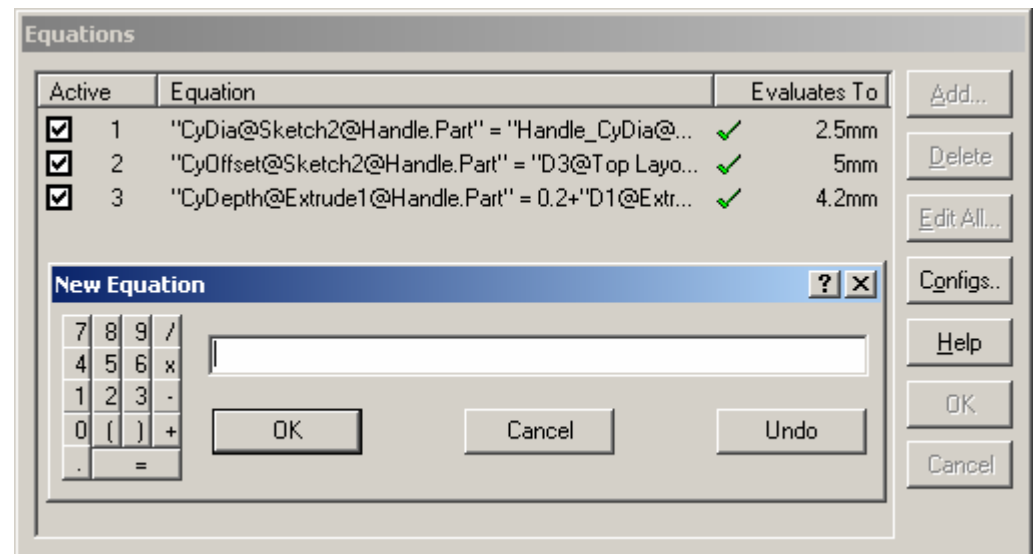 Equations
Active Equation Evaluates To
1 "CyDia@Sketch2@Handle.Part" = "Handle_CyDia@... 2.5mm
2 "CyOffset@Sketch2@Handle.Part" = "D3@Top Layo... 5mm
3 "CyDepth@Extrude1@Handle.Part" = 0.2+"D1@Extr... 4.2mm
Add...
Delete
Edit All...
Configs..
Help
OK
Cancel
New Equation ? X
7 8 9 /
4 5 6 x
1 2 3 -
0 ( ) +
. =
OK Cancel Undo